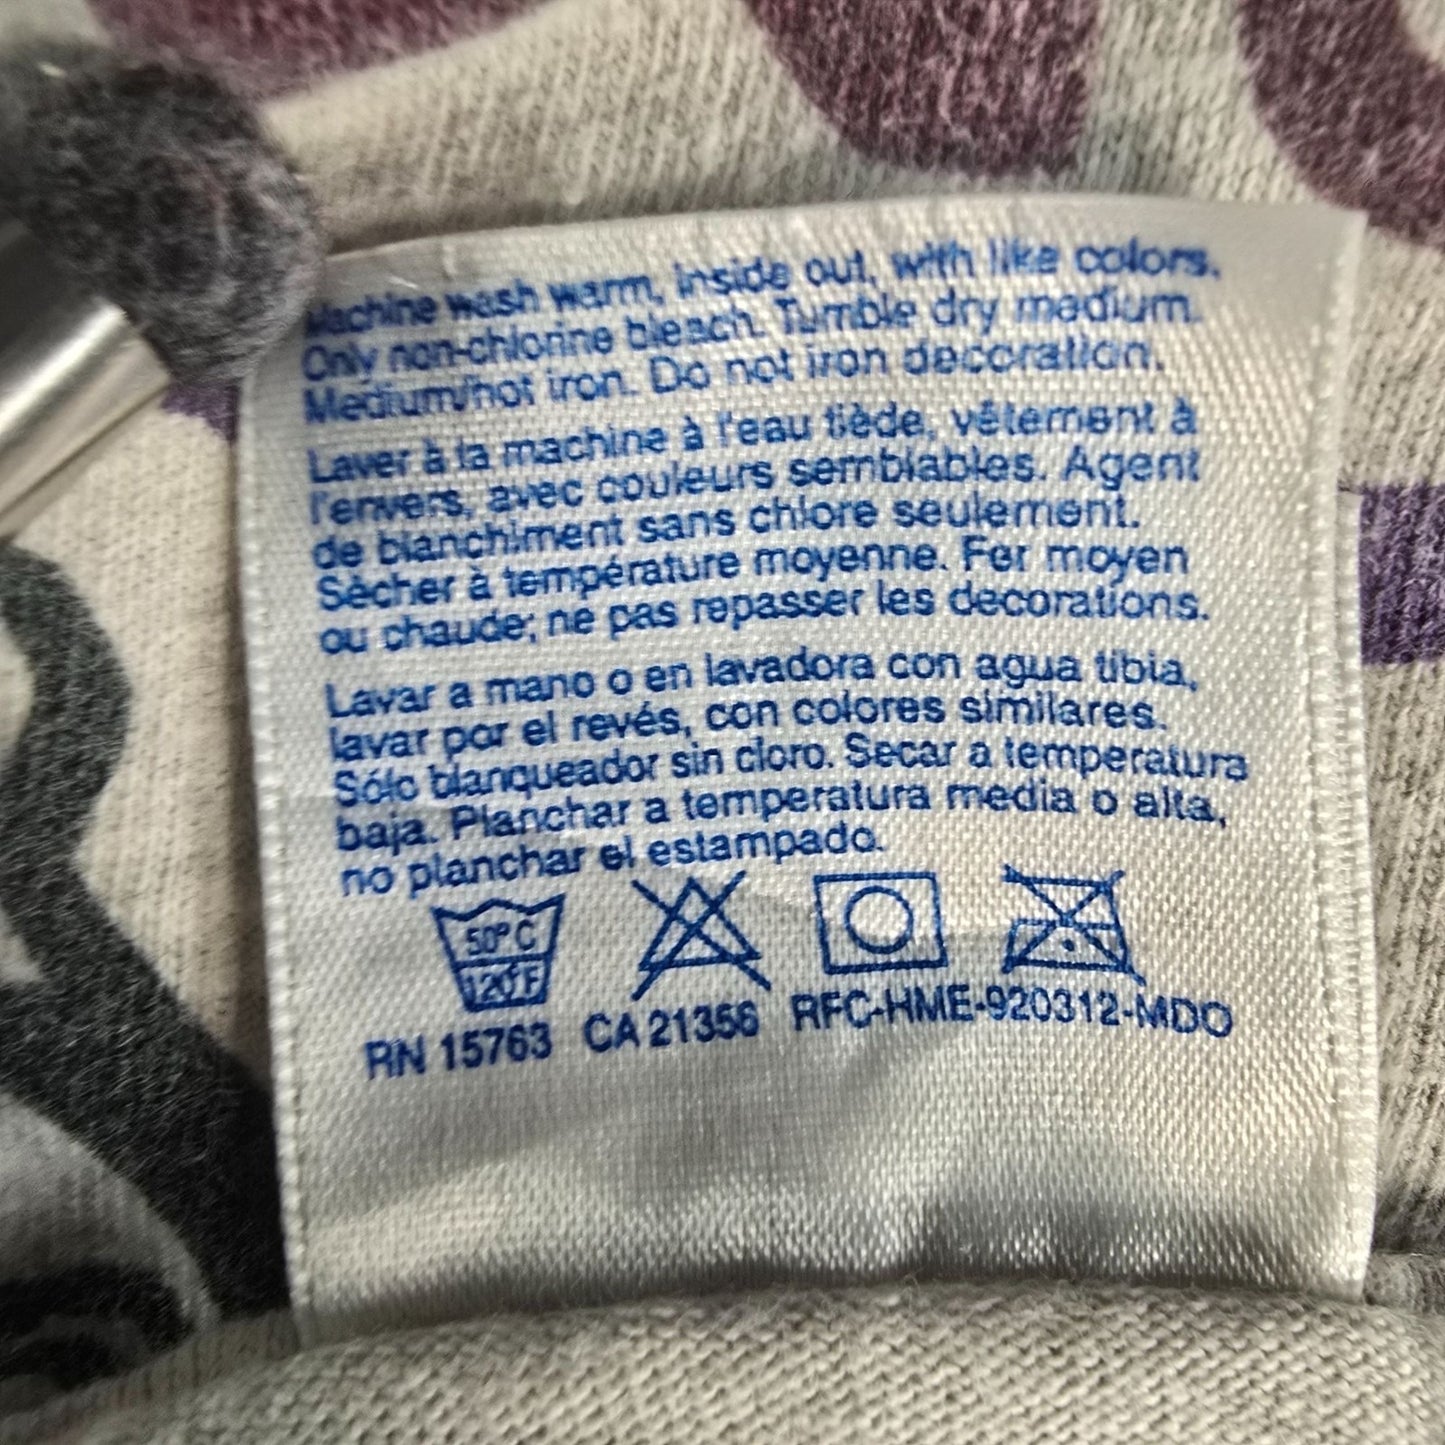 Machine wash warm, inside out, with like colors.
Only non-chlorine bleach. Tumble dry medium.
Medium/hot iron. Do not iron decoration.
Laver à la machine à l'eau tiède, vêtement à
l'envers, avec couleurs semblables. Agent
de blanchiment sans chlore seulement.
Sècher à température moyenne. Fer moyen
ou chaude; ne pas repasser les decorations.
Lavar a mano o en lavadora con agua tibia,
lavar por el revés, con colores similares.
Sólo blanqueador sin cloro. Secar a temperatura
baja. Planchar a temperatura media o alta,
no planchar el estampado.
50°C
120°F
RN 15763 CA 21356 RFC-HME-920312-MDO